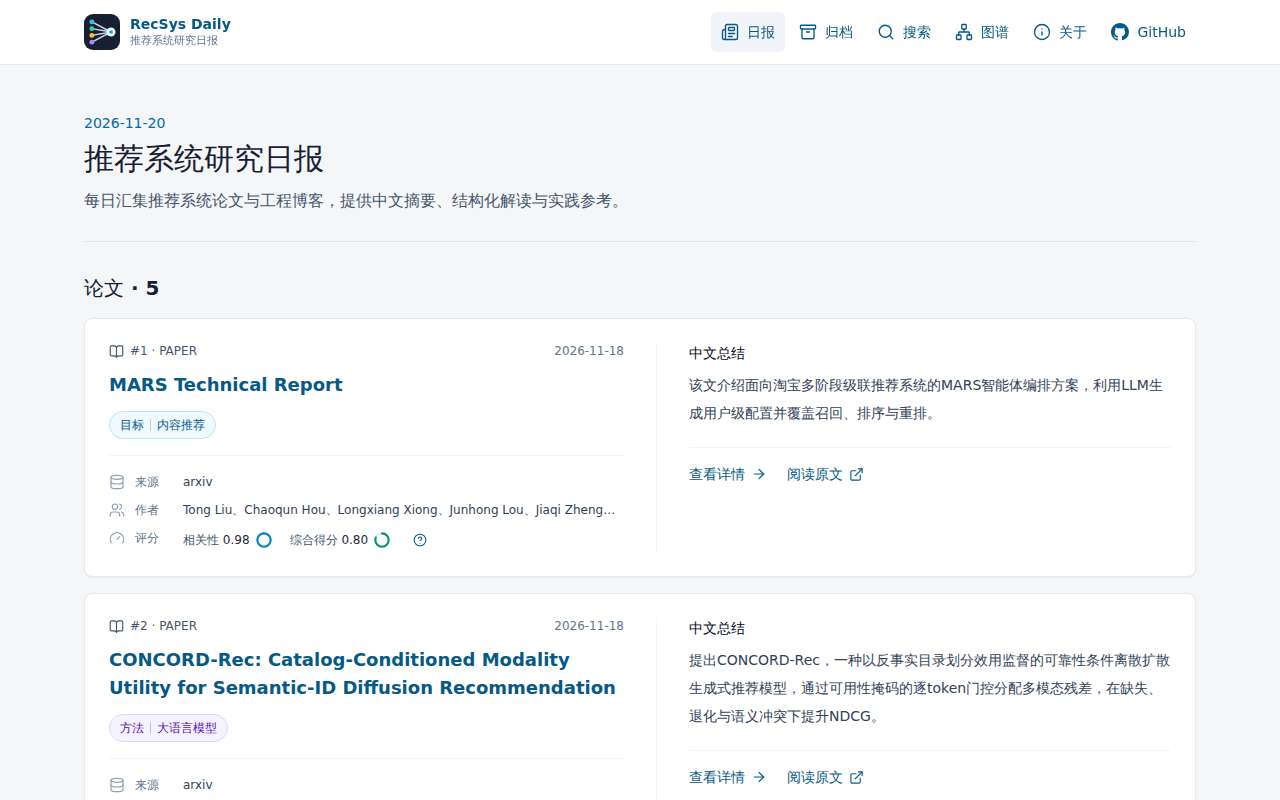 RecSys Daily
推荐系统研究日报
日报 归档 搜索 图谱 关于 GitHub
2026-11-20
推荐系统研究日报
每日汇集推荐系统论文与工程博客，提供中文摘要、结构化解读与实践参考。
论文 · 5
#1 · PAPER 2026-11-18
MARS Technical Report
目标 内容推荐
来源 arxiv
作者 Tong Liu、Chaoqun Hou、Longxiang Xiong、Junhong Lou、Jiaqi Zheng…
评分 相关性 0.98 综合得分 0.80
中文总结
该文介绍面向淘宝多阶段级联推荐系统的MARS智能体编排方案，利用LLM生
成用户级配置并覆盖召回、排序与重排。
查看详情 阅读原文
#2 · PAPER 2026-11-18
CONCORD-Rec: Catalog-Conditioned Modality
Utility for Semantic-ID Diffusion Recommendation
方法 大语言模型
来源 arxiv
中文总结
提出CONCORD-Rec，一种以反事实目录划分效用监督的可靠性条件离散扩散
生成式推荐模型，通过可用性掩码的逐token门控分配多模态残差，在缺失、
退化与语义冲突下提升NDCG。
查看详情 阅读原文